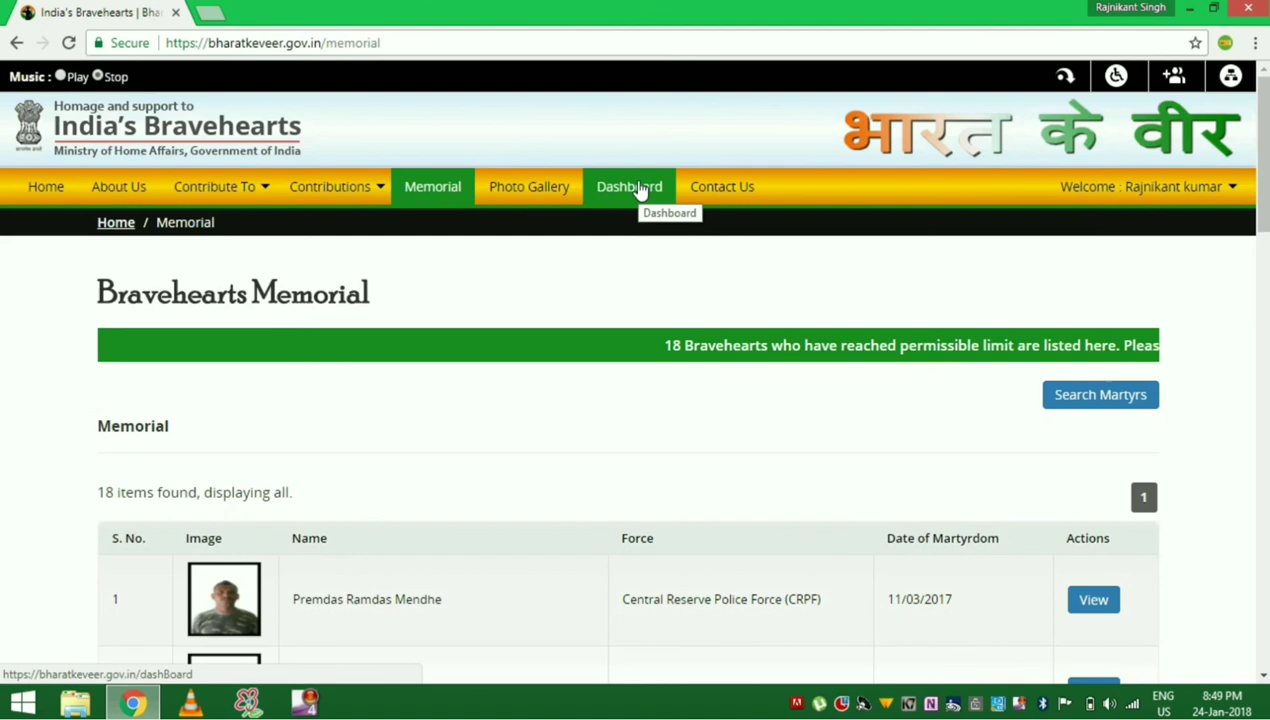 India's Bravehearts | Bha
Rajnikant Singh
Secure
https://bharatkeveer.gov.in/memorial
Music : Play Stop
Homage and support to
India's Bravehearts
Ministry of Home Affairs, Government of India
भारत के वीर
Home
About Us
Contribute To
Contributions
Memorial
Photo Gallery
Dashboard
Contact Us
Welcome : Rajnikant kumar
Dashboard
Home / Memorial
Bravehearts Memorial
18 Bravehearts who have reached permissible limit are listed here. Pleas
Search Martyrs
Memorial
18 items found, displaying all.
1
S. No. Image Name Force Date of Martyrdom Actions
1 Premdas Ramdas Mendhe Central Reserve Police Force (CRPF) 11/03/2017 View
https://bharatkeveer.gov.in/dashBoard
ENG 8:49 PM
US 24-Jan-2018